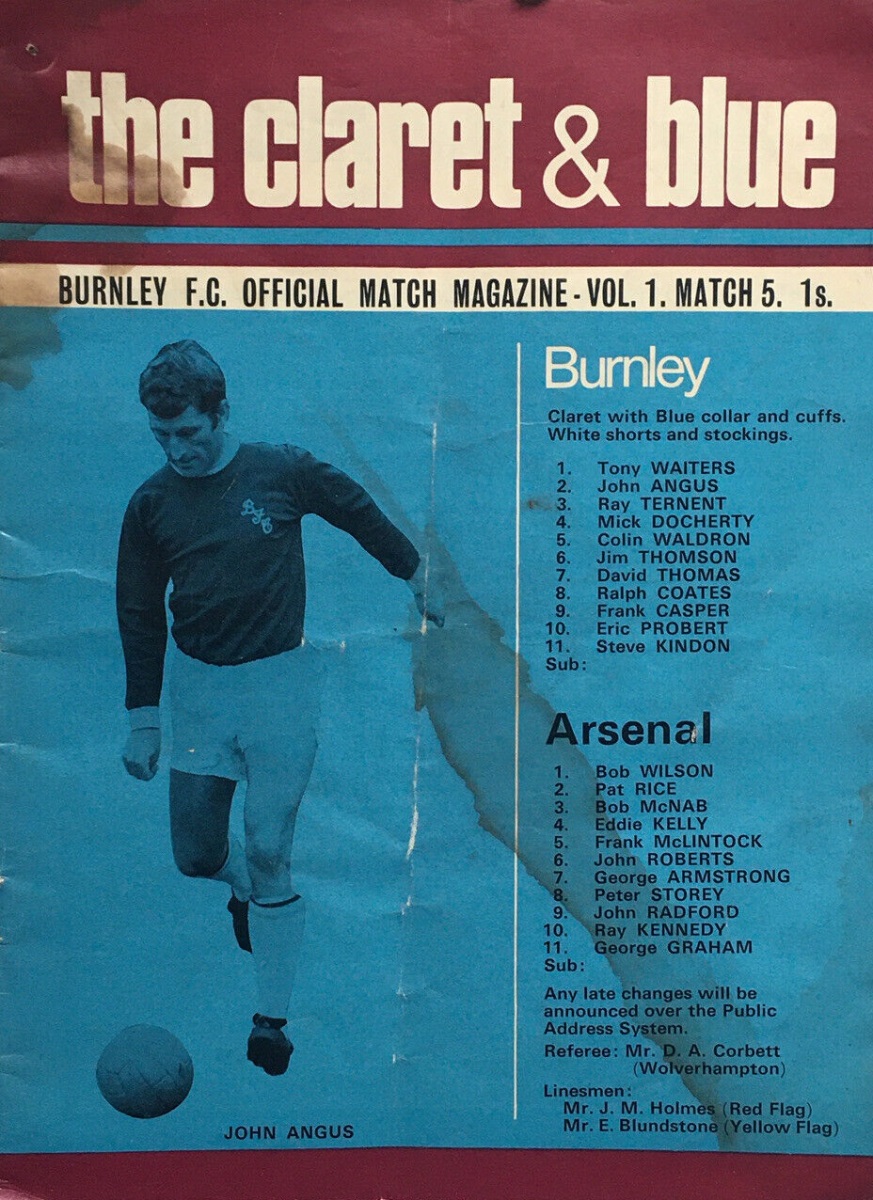 the claret & blue
BURNLEY F.C. OFFICIAL MATCH MAGAZINE - VOL. 1. MATCH 5. 1s.
BFC
JOHN ANGUS
Burnley
Claret with Blue collar and cuffs.
White shorts and stockings.
1. Tony WAITERS
2. John ANGUS
3. Ray TERNENT
4. Mick DOCHERTY
5. Colin WALDRON
6. Jim THOMSON
7. David THOMAS
8. Ralph COATES
9. Frank CASPER
10. Eric PROBERT
11. Steve KINDON
Sub:
Arsenal
1. Bob WILSON
2. Pat RICE
3. Bob McNAB
4. Eddie KELLY
5. Frank McLINTOCK
6. John ROBERTS
7. George ARMSTRONG
8. Peter STOREY
9. John RADFORD
10. Ray KENNEDY
11. George GRAHAM
Sub:
Any late changes will be
announced over the Public
Address System.
Referee: Mr. D. A. Corbett
(Wolverhampton)
Linesmen:
Mr. J. M. Holmes (Red Flag)
Mr. E. Blundstone (Yellow Flag)